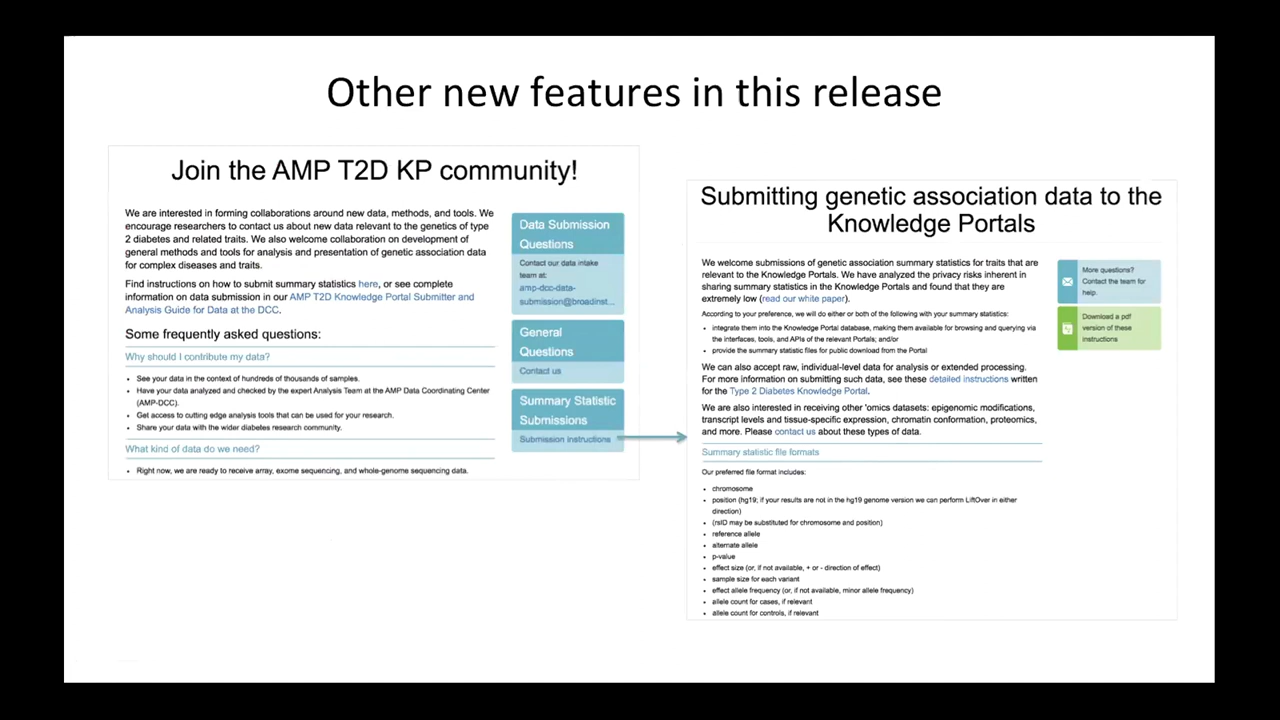 Other new features in this release
Join the AMP T2D KP community!
We are interested in forming collaborations around new data, methods, and tools. We
encourage researchers to contact us about new data relevant to the genetics of type
2 diabetes and related traits. We also welcome collaboration on development of
general methods and tools for analysis and presentation of genetic association data
for complex diseases and traits.
Find instructions on how to submit summary statistics here, or see complete
information on data submission in our AMP T2D Knowledge Portal Submitter and
Analysis Guide for Data at the DCC.
Some frequently asked questions:
Why should I contribute my data?
• See your data in the context of hundreds of thousands of samples.
• Have your data analyzed and checked by the expert Analysis Team at the AMP Data Coordinating Center
(AMP-DCC).
• Get access to cutting edge analysis tools that can be used for your research.
• Share your data with the wider diabetes research community.
What kind of data do we need?
• Right now, we are ready to receive array, exome sequencing, and whole-genome sequencing data.
Data Submission
Questions
Contact our data intake
team at:
amp-dcc-data-
submission@broadinst...
General
Questions
Contact us
Summary Statistic
Submissions
Submission instructions
Submitting genetic association data to the
Knowledge Portals
We welcome submissions of genetic association summary statistics for traits that are
relevant to the Knowledge Portals. We have analyzed the privacy risks inherent in
sharing summary statistics in the Knowledge Portals and found that they are
extremely low (read our white paper).
According to your preference, we will do either or both of the following with your summary statistics:
• integrate them into the Knowledge Portal database, making them available for browsing and querying via
the interfaces, tools, and APIs of the relevant Portals; and/or
• provide the summary statistic files for public download from the Portal
We can also accept raw, individual-level data for analysis or extended processing.
For more information on submitting such data, see these detailed instructions written
for the Type 2 Diabetes Knowledge Portal.
We are also interested in receiving other 'omics datasets: epigenomic modifications,
transcript levels and tissue-specific expression, chromatin conformation, proteomics,
and more. Please contact us about these types of data.
Summary statistic file formats
Our preferred file format includes:
• chromosome
• position (hg19; if your results are not in the hg19 genome version we can perform LiftOver in either
direction)
• (rsID may be substituted for chromosome and position)
• reference allele
• alternate allele
• p-value
• effect size (or, if not available, + or - direction of effect)
• sample size for each variant
• effect allele frequency (or, if not available, minor allele frequency)
• allele count for cases, if relevant
• allele count for controls, if relevant
More questions?
Contact the team for
help.
Download a pdf
version of these
instructions